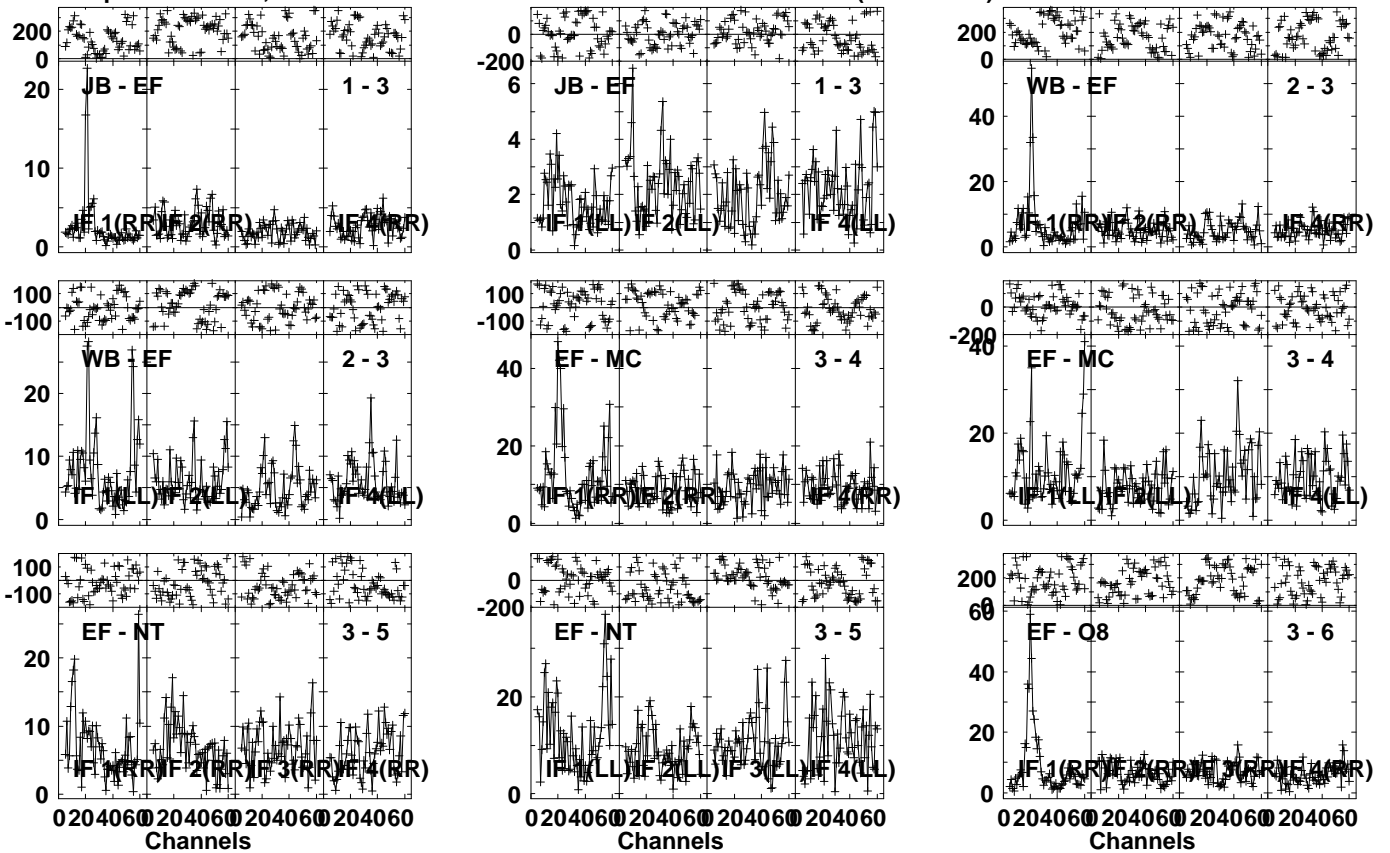 200
0
0
-200
200
0
JB - EF 1 - 3
20
10
0
IF 1(RR) IF 2(RR) IF 4(RR)
JB - EF 1 - 3
6
4
2
0
IF 1(LL) IF 2(LL) IF 4(LL)
WB - EF 2 - 3
40
20
0
IF 1(RR) IF 2(RR) IF 4(RR)
100
-100
100
-100
0
-200
WB - EF 2 - 3
20
10
0
IF 1(LL) IF 2(LL) IF 4(LL)
EF - MC 3 - 4
40
20
0
IF 1(RR) IF 2(RR) IF 4(RR)
EF - MC 3 - 4
40
20
0
IF 1(LL) IF 2(LL) IF 4(LL)
100
-100
0
-200
200
0
EF - NT 3 - 5
20
10
0
IF 1(RR) IF 2(RR) IF 3(RR) IF 4(RR)
EF - NT 3 - 5
20
0
IF 1(LL) IF 2(LL) IF 3(LL) IF 4(LL)
EF - O8 3 - 6
60
40
20
0
IF 1(RR) IF 2(RR) IF 3(RR) IF 4(RR)
0 20 40 60 0 20 40 60 0 20 40 60 0 20 40 60
0 20 40 60 0 20 40 60 0 20 40 60 0 20 40 60
0 20 40 60 0 20 40 60 0 20 40 60 0 20 40 60
Channels Channels Channels